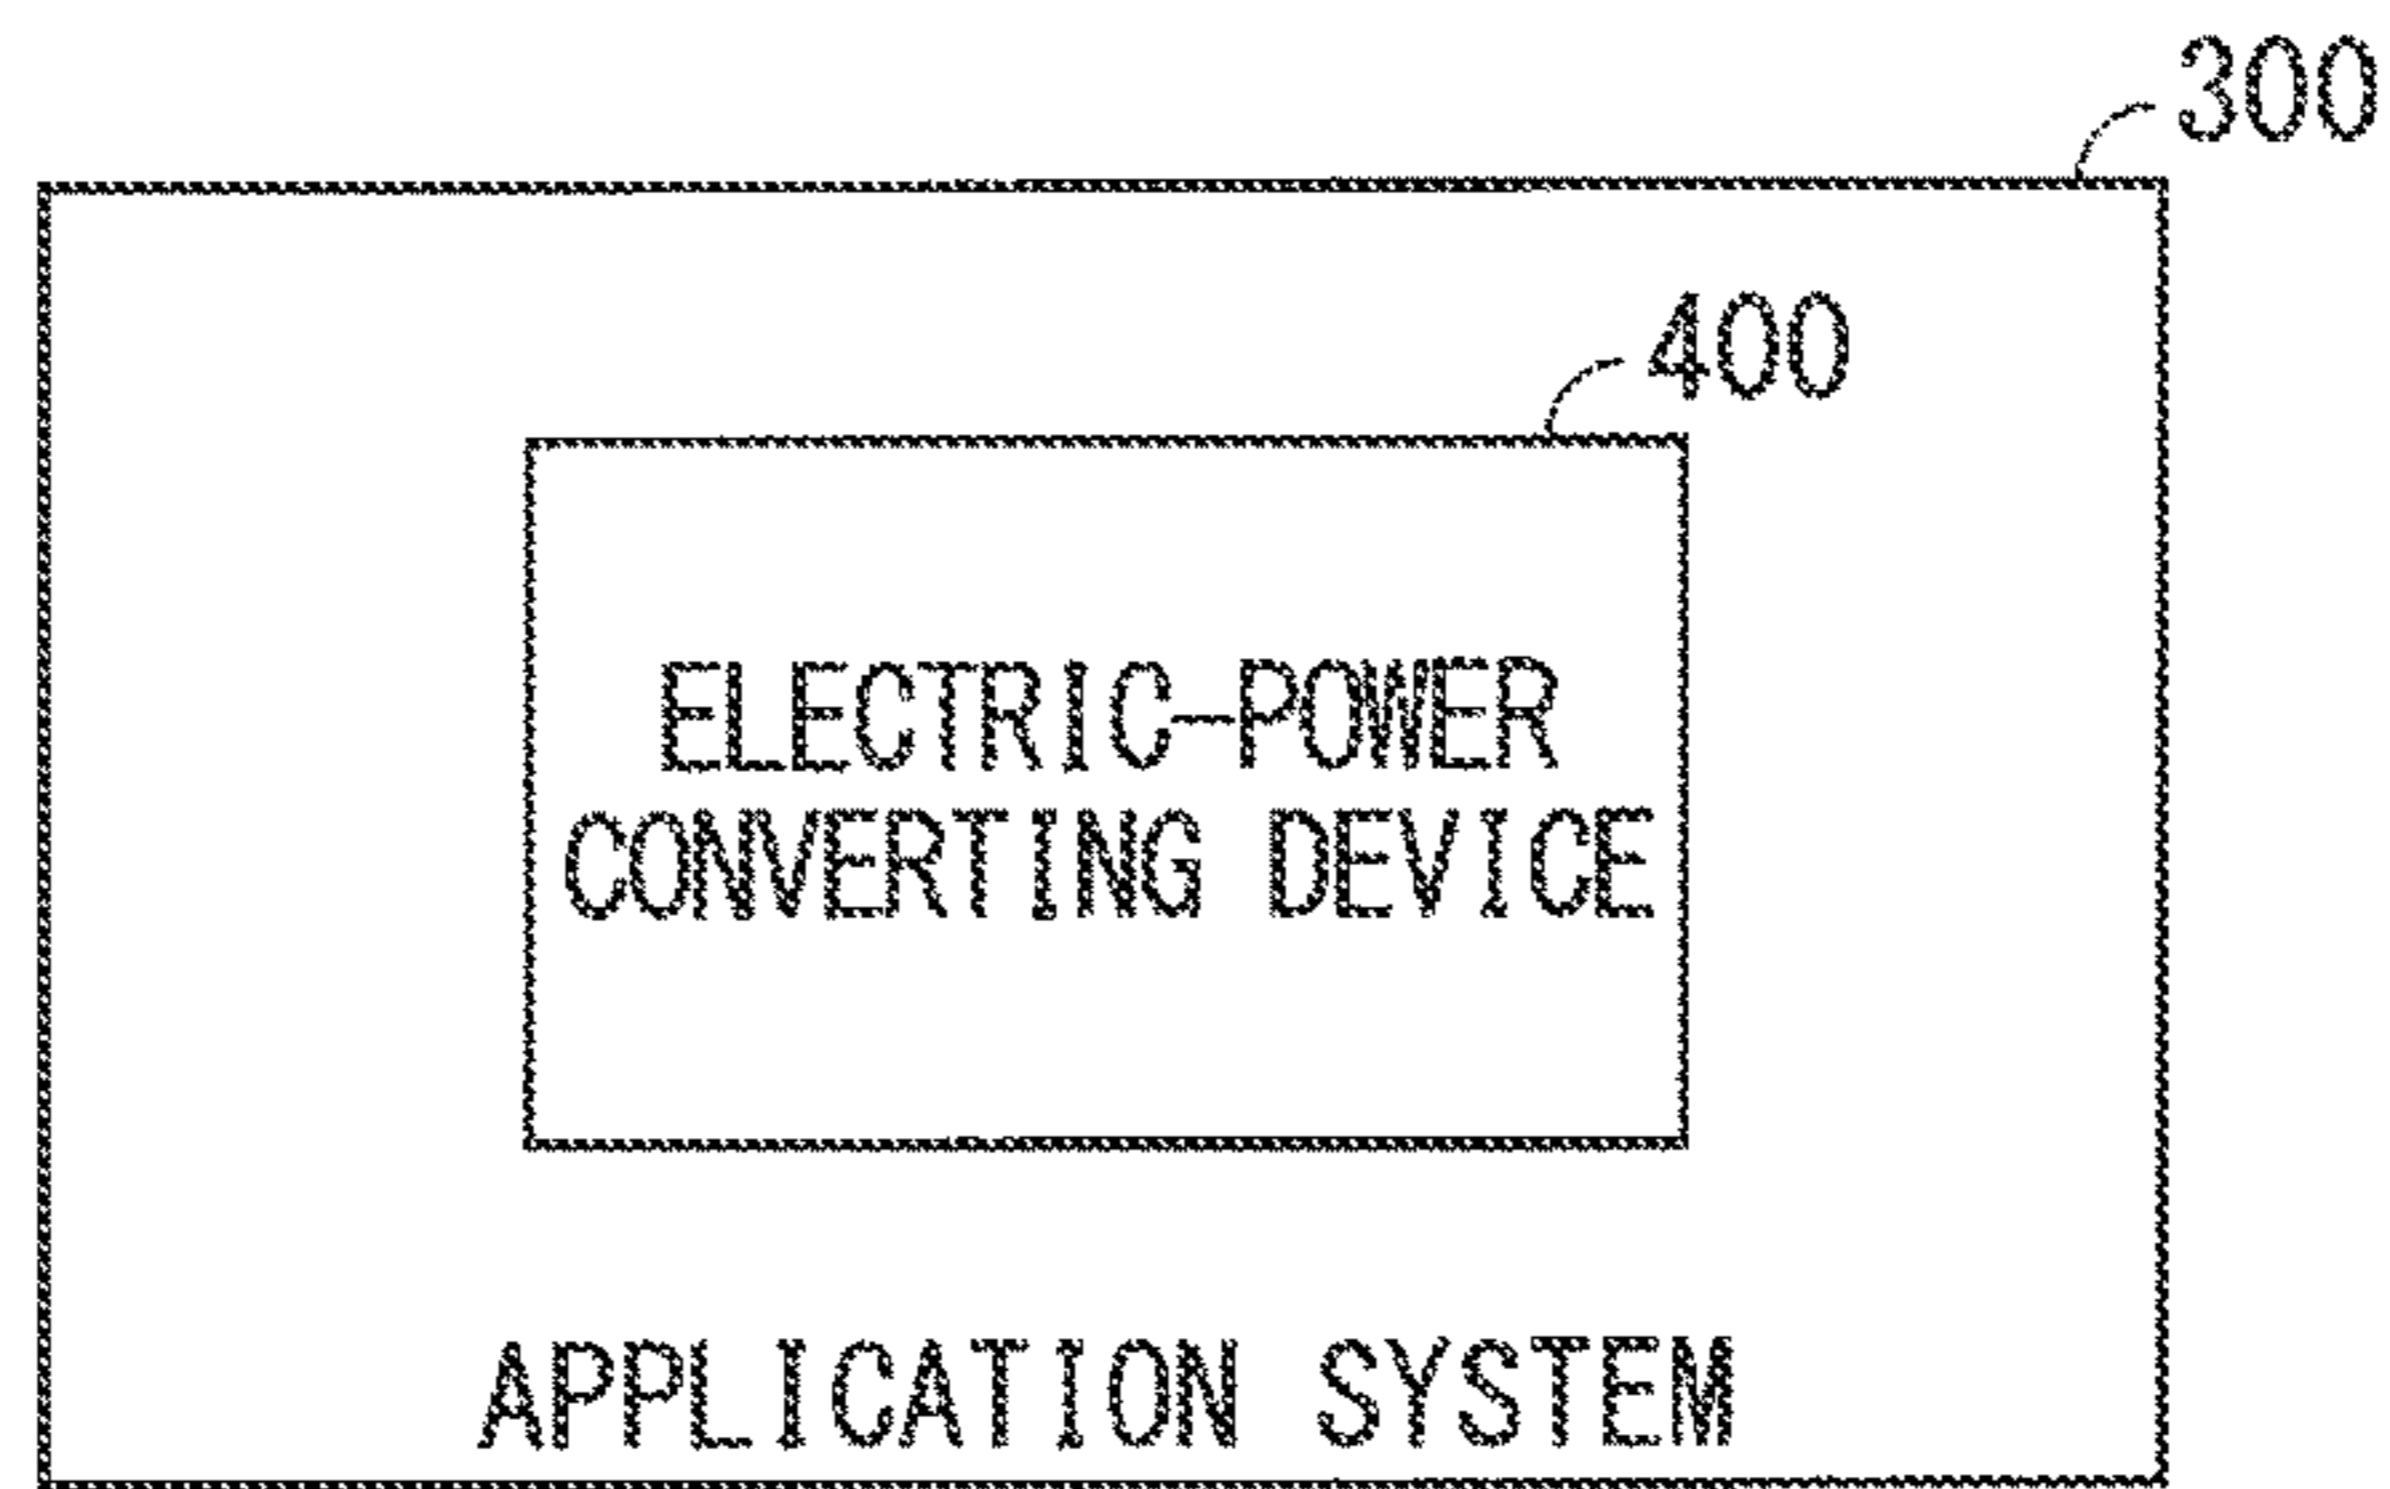 300
400
ELECTRIC-POWER
CONVERTING DEVICE
APPLICATION SYSTEM